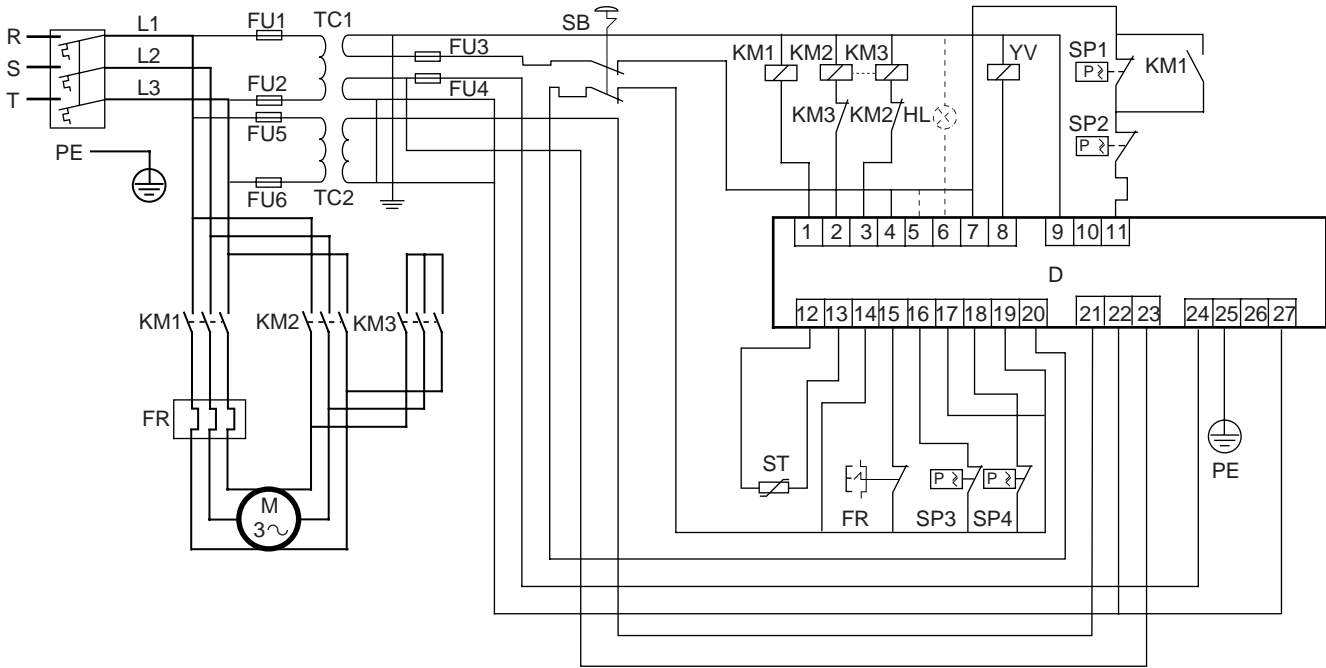 R
S
T
L1
L2
L3
PE
FU1
TC1
FU2
FU5
FU6
TC2
FU3
FU4
SB
KM1
KM2
KM3
YV
SP1
P
KM1
KM3
KM2
HL
SP2
P
1 2 3 4 5 6 7 8 9 10 11
D
12 13 14 15 16 17 18 19 20 21 22 23 24 25 26 27
KM1
KM2
KM3
FR
M
3
ST
FR
P
SP3
P
SP4
PE